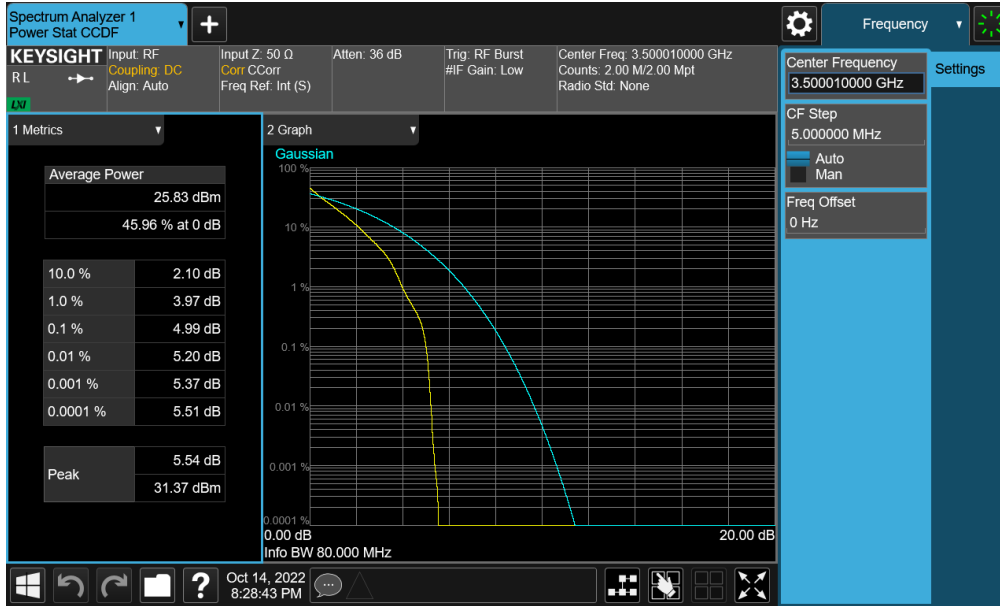 Spectrum Analyzer 1
Power Stat CCDF
Frequency
KEYSIGHT
RL
LXI
Input: RF
Coupling: DC
Align: Auto
Input Z: 50 Ω
Corr CCorr
Freq Ref: Int (S)
Atten: 36 dB
Trig: RF Burst
#IF Gain: Low
Center Freq: 3.500010000 GHz
Counts: 2.00 M/2.00 Mpt
Radio Std: None
Center Frequency
3.500010000 GHz
Settings
CF Step
5.000000 MHz
Auto
Man
Freq Offset
0 Hz
1 Metrics
Average Power
25.83 dBm
45.96 % at 0 dB
10.0 % 2.10 dB
1.0 % 3.97 dB
0.1 % 4.99 dB
0.01 % 5.20 dB
0.001 % 5.37 dB
0.0001 % 5.51 dB
Peak
5.54 dB
31.37 dBm
2 Graph
Gaussian
100 %
10 %
1 %
0.1 %
0.01 %
0.001 %
0.0001 %
0.00 dB 20.00 dB
Info BW 80.000 MHz
?
Oct 14, 2022
8:28:43 PM